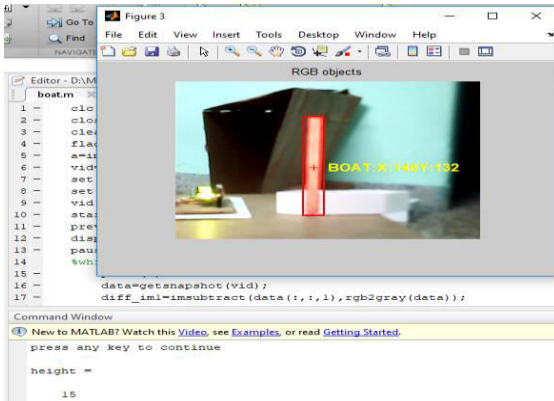 Go To
Find
NAVIGATE
Figure 3
File Edit View Insert Tools Desktop Window Help
RGB objects
BOAT:X:146Y:132
Editor - D:\M
boat.m
1 - clc
2 - clo
3 - clea
4 - flac
5 - a=i
6 - vid
7 - set
8 - set
9 - vid
10 - sta
11 - prev
12 - disp
13 - pau
14 %whi
15 -
16 - data=getsnapshot(vid);
17 - diff_im1=imsubtract(data(:,:,1),rgb2gray(data));
Command Window
New to MATLAB? Watch this Video, see Examples, or read Getting Started.
press any key to continue
height =
15